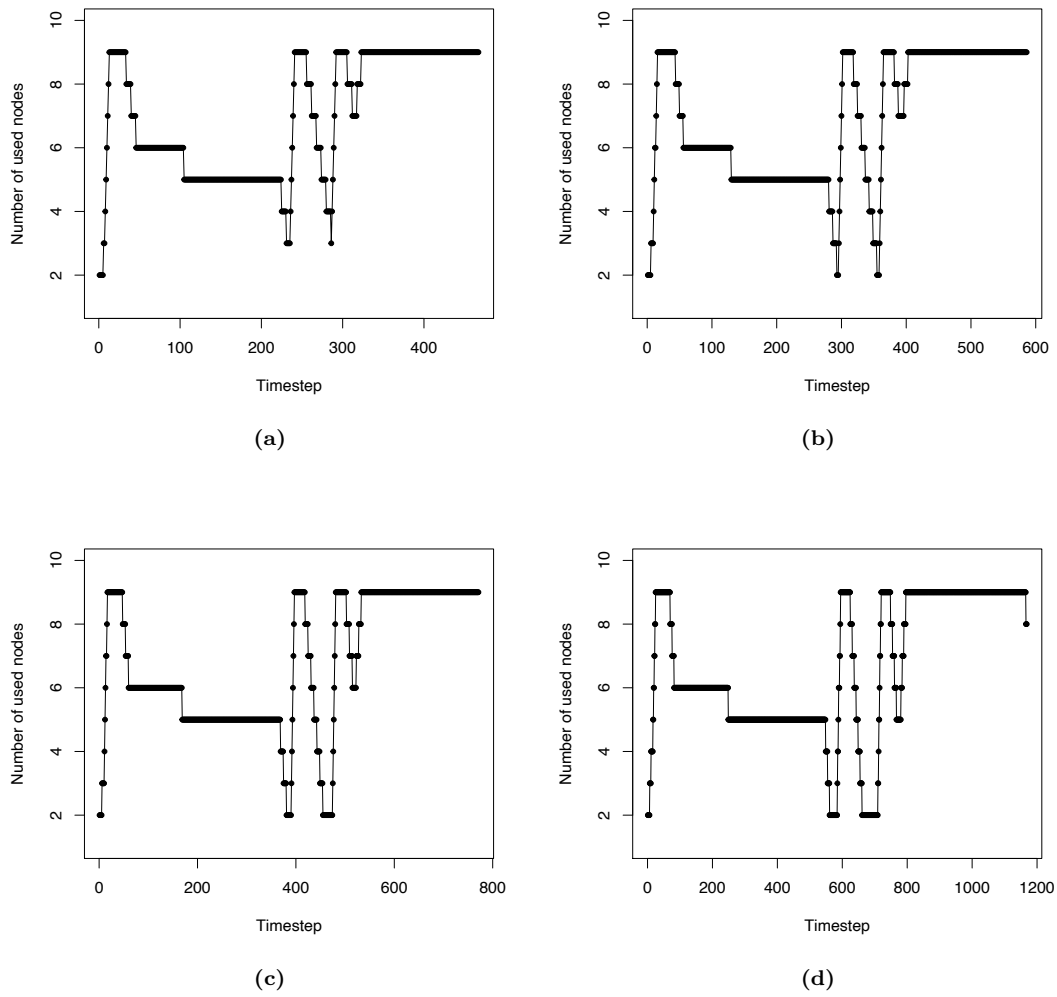 10
8
6
4
2
Number of used nodes
0 100 200 300 400
Timestep
(a)
10
8
6
4
2
Number of used nodes
0 100 200 300 400 500 600
Timestep
(b)
10
8
6
4
2
Number of used nodes
0 200 400 600 800
Timestep
(c)
10
8
6
4
2
Number of used nodes
0 200 400 600 800 1000 1200
Timestep
(d)